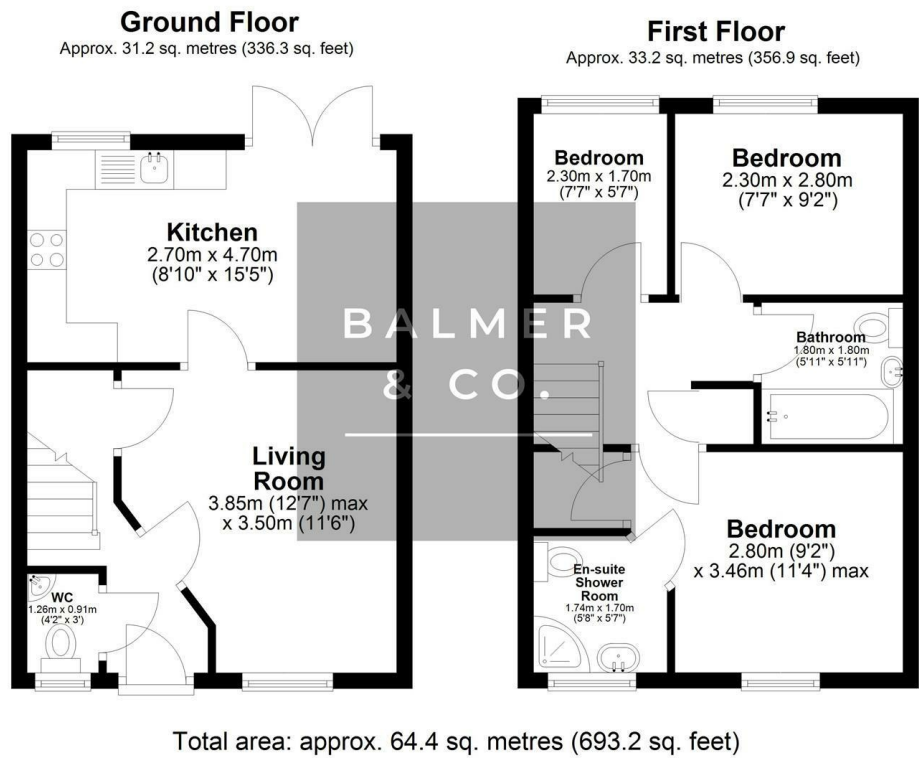 Ground Floor
Approx. 31.2 sq. metres (336.3 sq. feet)
Kitchen
2.70m x 4.70m
(8'10" x 15'5")
Living
Room
3.85m (12'7") max
x 3.50m (11'6")
WC
1.26m x 0.91m
(4'2" x 3')
First Floor
Approx. 33.2 sq. metres (356.9 sq. feet)
Bedroom
2.30m x 1.70m
(7'7" x 5'7")
Bedroom
2.30m x 2.80m
(7'7" x 9'2")
Bathroom
1.80m x 1.80m
(5'11" x 5'11")
Bedroom
2.80m (9'2")
x 3.46m (11'4") max
En-suite
Shower
Room
1.74m x 1.70m
(5'8" x 5'7")
BALMER
& CO.
Total area: approx. 64.4 sq. metres (693.2 sq. feet)